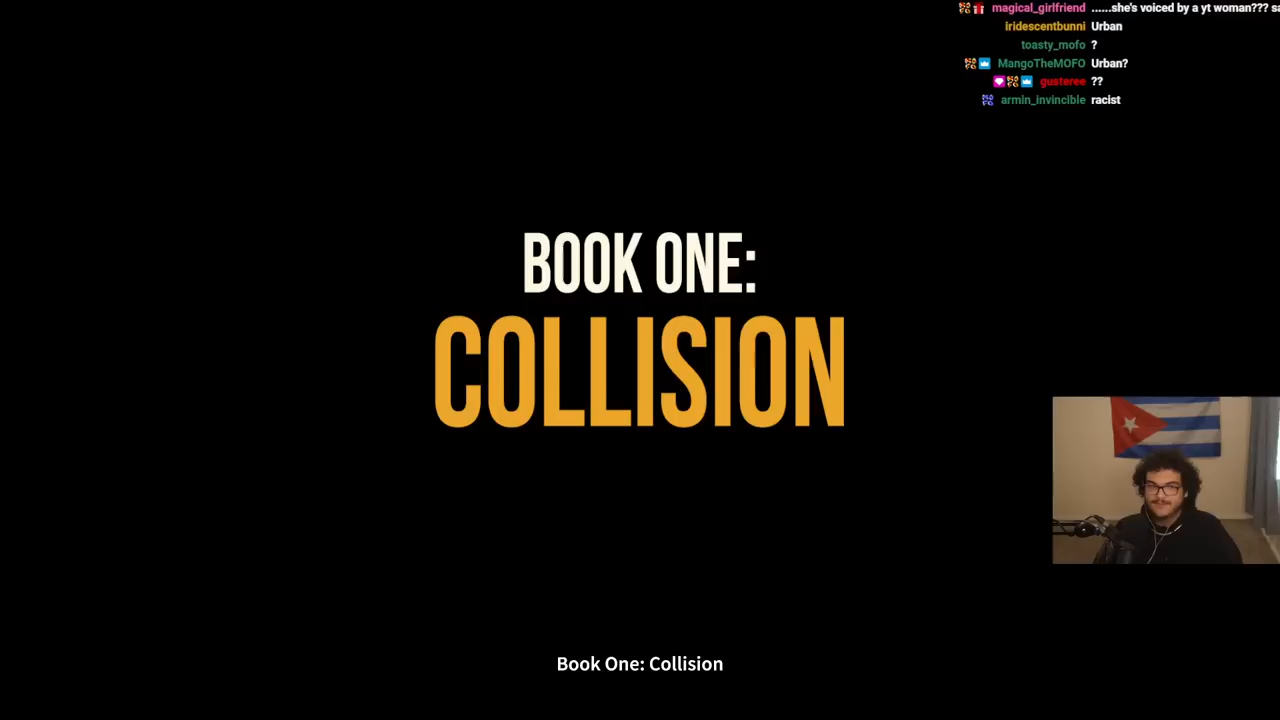 magical_girlfriend ......she's voiced by a yt woman???
iridescentbunni Urban
toasty_mofo ?
MangoTheMOFO Urban?
gusteree ??
armin_invincible racist
BOOK ONE:
COLLISION
Book One: Collision